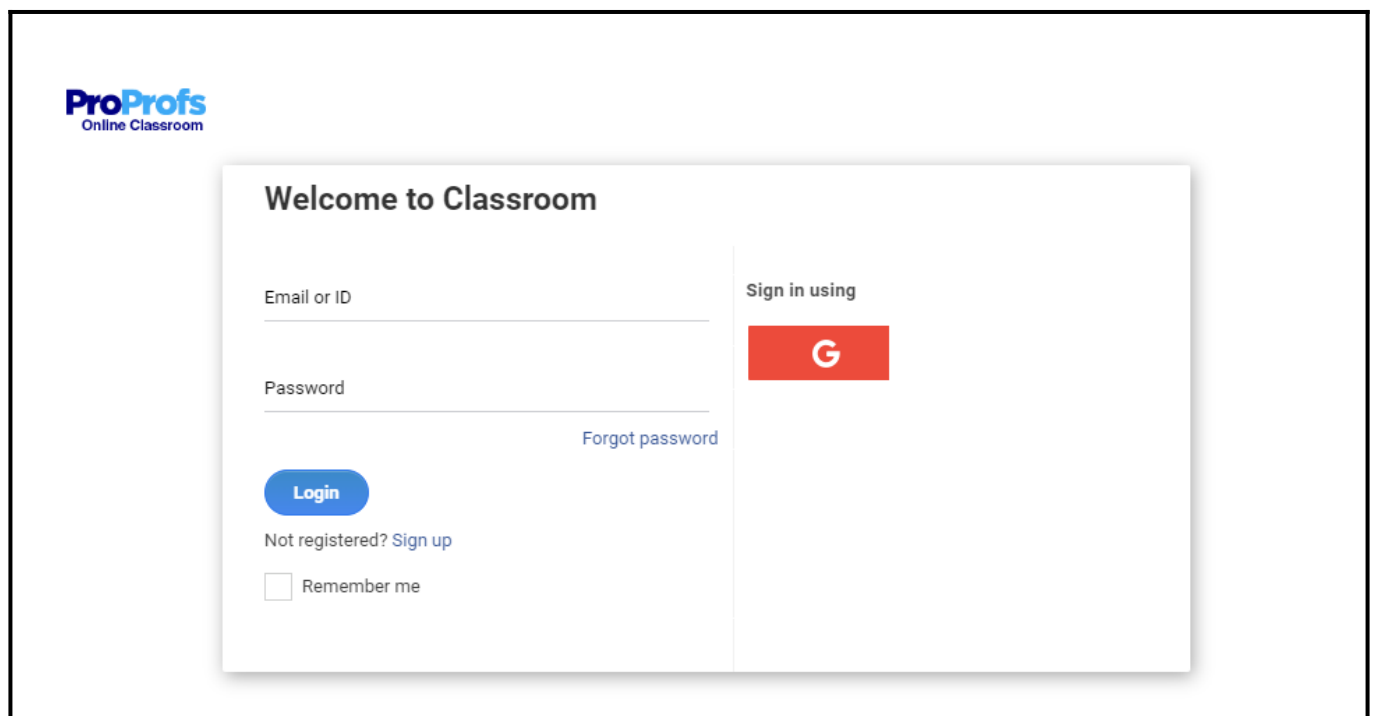 ProProfs
Online Classroom
Welcome to Classroom
Email or ID
Password
Forgot password
Login
Not registered? Sign up
Remember me
Sign in using
G